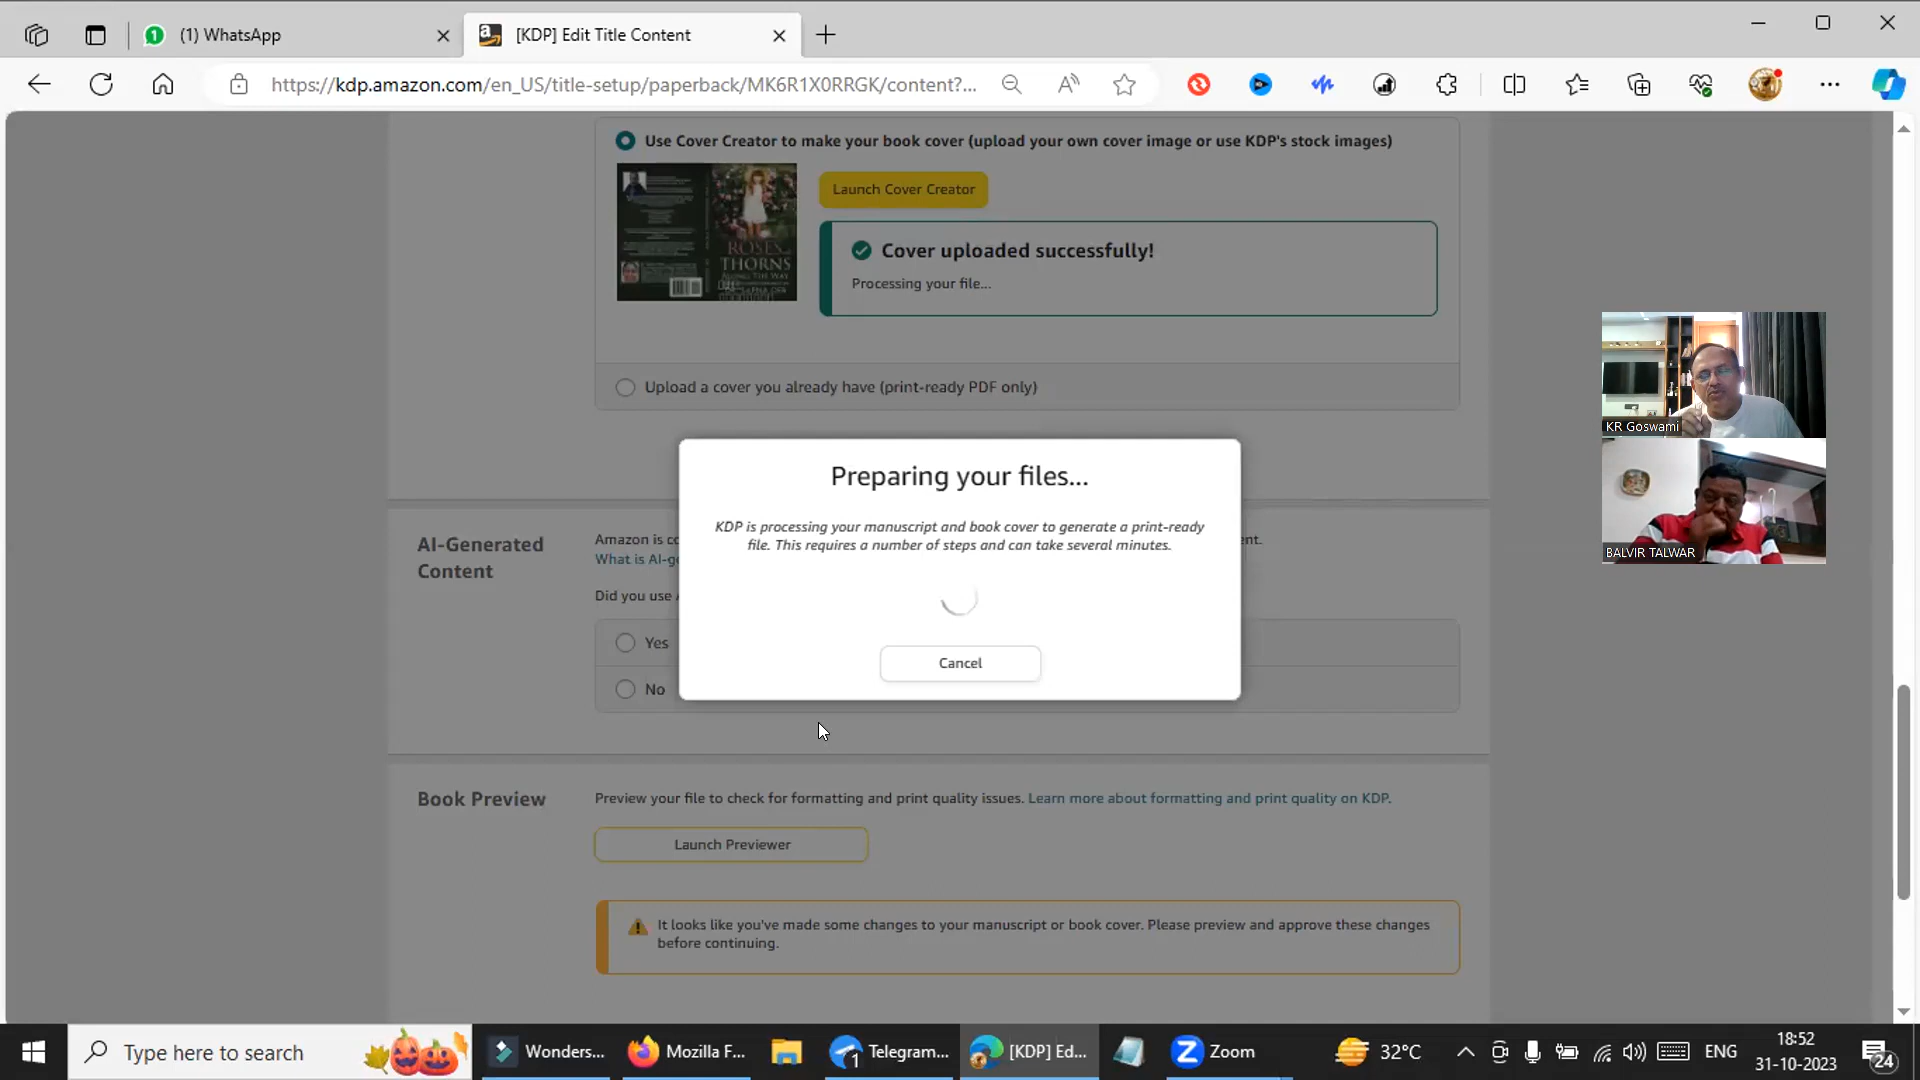 (1) WhatsApp
[KDP] Edit Title Content
https://kdp.amazon.com/en_US/title-setup/paperback/MK6R1X0RRGK/content?...
Use Cover Creator to make your book cover (upload your own cover image or use KDP's stock images)
ROSES
THORNS
ALONG THE WAY
Launch Cover Creator
Cover uploaded successfully!
Processing your file...
Upload a cover you already have (print-ready PDF only)
KR Goswami
BALVIR TALWAR
Preparing your files...
KDP is processing your manuscript and book cover to generate a print-ready
file. This requires a number of steps and can take several minutes.
Cancel
AI-Generated
Content
Amazon is co
ent.
What is AI-ge
Did you use
Yes
No
Book Preview
Preview your file to check for formatting and print quality issues. Learn more about formatting and print quality on KDP.
Launch Previewer
It looks like you've made some changes to your manuscript or book cover. Please preview and approve these changes
before continuing.
Type here to search
Wonders...
Mozilla F...
1
Telegram...
[KDP] Ed...
Zoom
32°C
ENG
18:52
31-10-2023
24